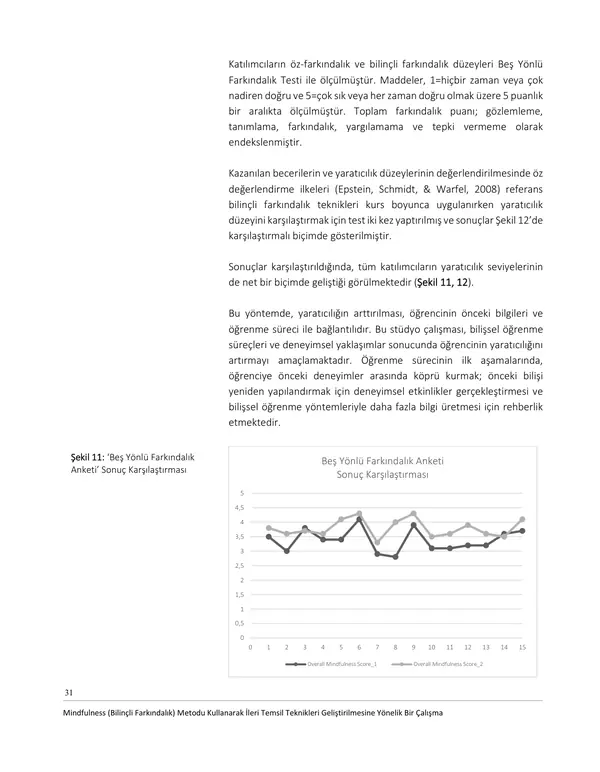 Katılımcıların öz-farkındalık ve bilinçli farkındalık düzeyleri Beş Yönlü
Farkındalık Testi ile ölçülmüştür. Maddeler, 1=hiçbir zaman veya çok
nadiren doğru ve 5=çok sık veya her zaman doğru olmak üzere 5 puanlık
bir aralıkta ölçülmüştür. Toplam farkındalık puanı; gözlemleme,
tanımlama, farkındalık, yargılamama ve tepki vermeme olarak
endekslenmiştir.
Kazanılan becerilerin ve yaratıcılık düzeylerinin değerlendirilmesinde öz
değerlendirme ilkeleri (Epstein, Schmidt, & Warfel, 2008) referans
bilinçli farkındalık teknikleri kurs boyunca uygulanırken yaratıcılık
düzeyini karşılaştırmak için test iki kez yaptırılmış ve sonuçlar Şekil 12’de
karşılaştırmalı biçimde gösterilmiştir.
Sonuçlar karşılaştırıldığında, tüm katılımcıların yaratıcılık seviyelerinin
de net bir biçimde geliştiği görülmektedir (Şekil 11, 12).
Bu yöntemde, yaratıcılığın arttırılması, öğrencinin önceki bilgileri ve
öğrenme süreci ile bağlantılıdır. Bu stüdyo çalışması, bilişsel öğrenme
süreçleri ve deneyimsel yaklaşımlar sonucunda öğrencinin yaratıcılığını
artırmayı amaçlamaktadır. Öğrenme sürecinin ilk aşamalarında,
öğrenciye önceki deneyimler arasında köprü kurmak; önceki bilişi
yeniden yapılandırmak için deneyimsel etkinlikler gerçekleştirmesi ve
bilişsel öğrenme yöntemleriyle daha fazla bilgi üretmesi için rehberlik
etmektedir.
Şekil 11: ‘Beş Yönlü Farkındalık
Anketi’ Sonuç Karşılaştırması
Beş Yönlü Farkındalık Anketi
Sonuç Karşılaştırması
5
4,5
4
3,5
3
2,5
2
1,5
1
0,5
0
0 1 2 3 4 5 6 7 8 9 10 11 12 13 14 15
Overall Mindfulness Score_1 Overall Mindfulness Score_2
31
Mindfulness (Bilinçli Farkındalık) Metodu Kullanarak İleri Temsil Teknikleri Geliştirilmesine Yönelik Bir Çalışma